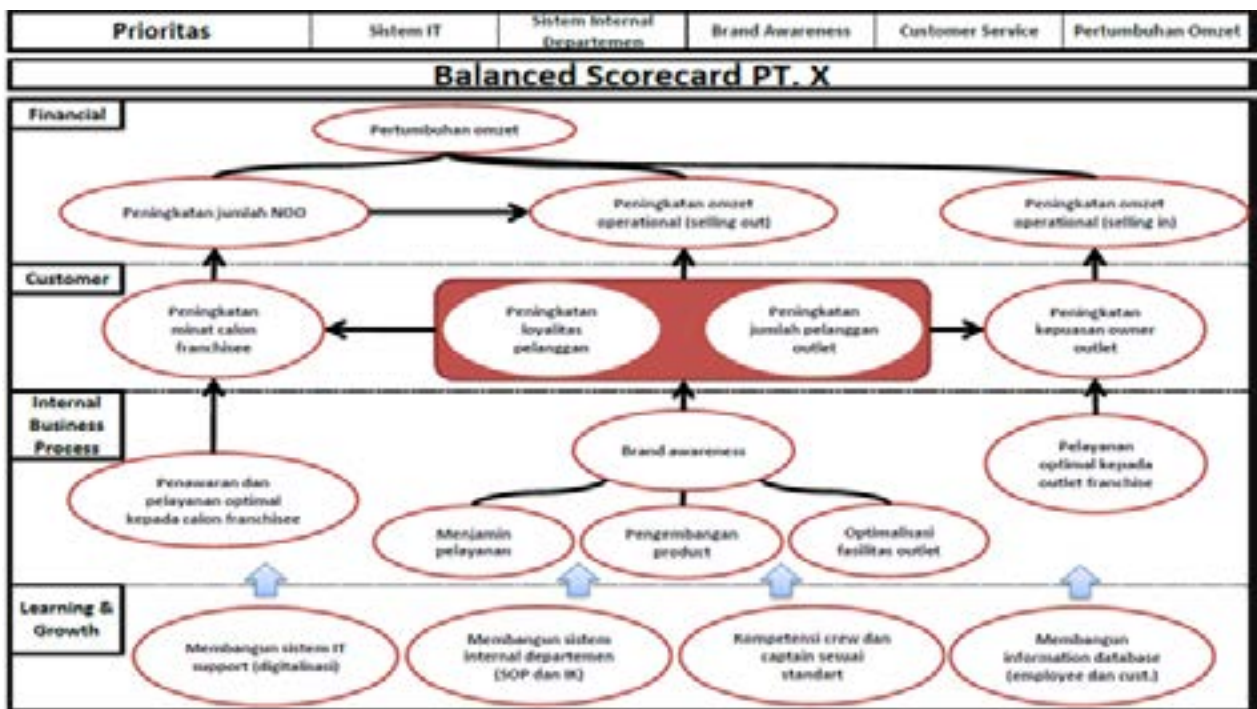 Prioritas
Sistem IT
Sistem Internal
Departemen
Brand Awareness
Customer Service
Pertumbuhan Omzet
Balanced Scorecard PT. X
Financial
Pertumbuhan omzet
Peningkatan jumlah NOO
Peningkatan omzet
operational (selling out)
Peningkatan omzet
operational (selling in)
Customer
Peningkatan
minat calon
franchisee
Peningkatan
loyalitas
pelanggan
Peningkatan
jumlah pelanggan
outlet
Peningkatan
kepuasan owner
outlet
Internal
Business
Process
Penawaran dan
pelayanan optimal
kepada calon franchisee
Brand awareness
Pelayanan
optimal kepada
outlet franchise
Menjamin
pelayanan
Pengembangan
product
Optimalisasi
fasilitas outlet
Learning &
Growth
Membangun sistem IT
support (digitalisasi)
Membangun sistem
internal departemen
(SOP dan IK)
Kompetensi crew dan
captain sesuai
standart
Membangun
information database
(employee dan cust.)